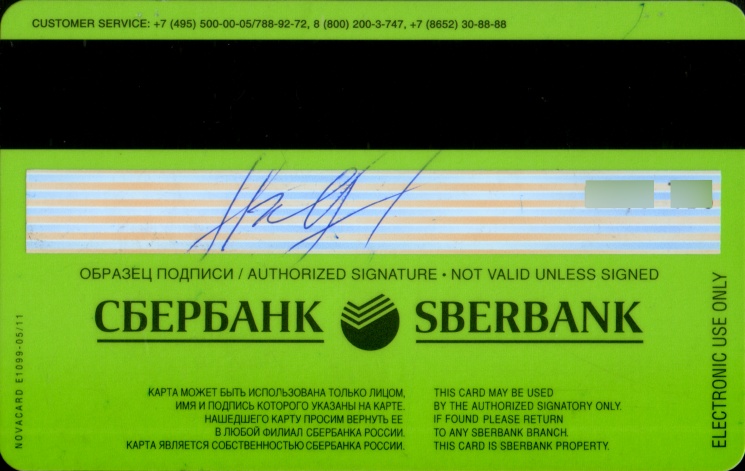 CUSTOMER SERVICE: +7 (495) 500-00-05/788-92-72, 8 (800) 200-3-747, +7 (8652) 30-88-88
ОБРАЗЕЦ ПОДПИСИ / AUTHORIZED SIGNATURE • NOT VALID UNLESS SIGNED
СБЕРБАНК SBERBANK
КАРТА МОЖЕТ БЫТЬ ИСПОЛЬЗОВАНА ТОЛЬКО ЛИЦОМ,
ИМЯ И ПОДПИСЬ КОТОРОГО УКАЗАНЫ НА КАРТЕ.
НАШЕДШЕГО КАРТУ ПРОСИМ ВЕРНУТЬ ЕЕ
В ЛЮБОЙ ФИЛИАЛ СБЕРБАНКА РОССИИ.
КАРТА ЯВЛЯЕТСЯ СОБСТВЕННОСТЬЮ СБЕРБАНКА РОССИИ.
THIS CARD MAY BE USED
BY THE AUTHORIZED SIGNATORY ONLY.
IF FOUND PLEASE RETURN
TO ANY SBERBANK BRANCH.
THIS CARD IS SBERBANK PROPERTY.
NOVACARD E1099-05/11
ELECTRONIC USE ONLY